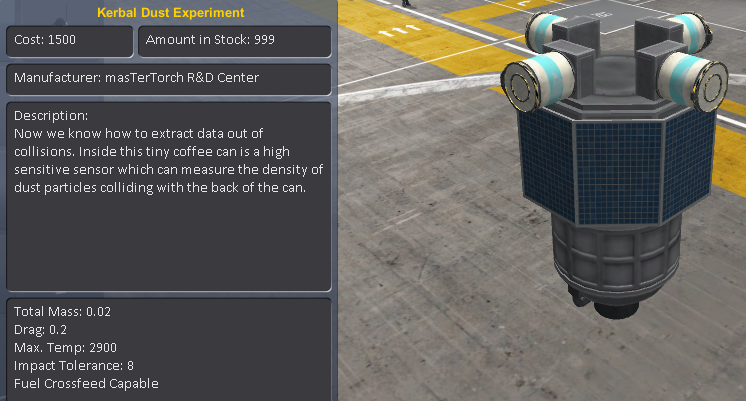 Kerbal Dust Experiment
Cost: 1500
Amount in Stock: 999
Manufacturer: masTerTorch R&D Center
Description:
Now we know how to extract data out of
collisions. Inside this tiny coffee can is a high
sensitive sensor which can measure the density of
dust particles colliding with the back of the can.
Total Mass: 0.02
Drag: 0.2
Max. Temp: 2900
Impact Tolerance: 8
Fuel Crossfeed Capable